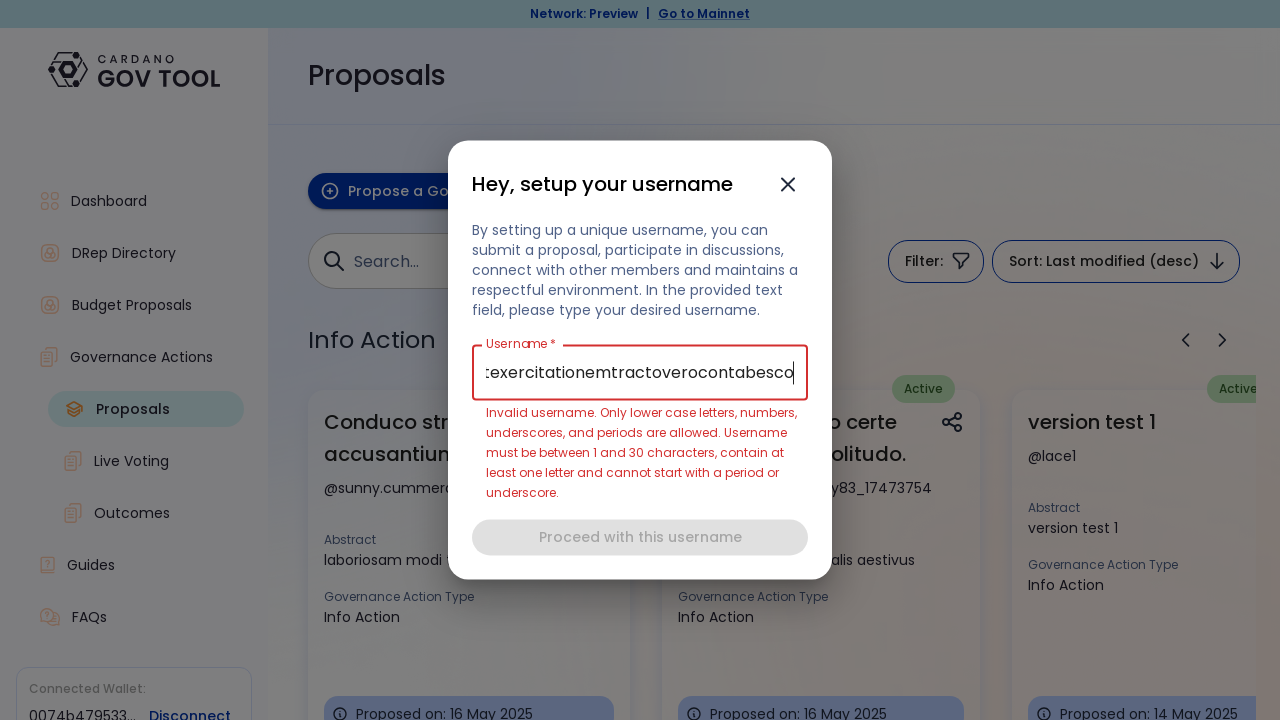 Network: Preview | Go to Mainnet
CARDANO
GOV TOOL
Proposals
Dashboard
DRep Directory
Budget Proposals
Governance Actions
Proposals
Live Voting
Outcomes
Guides
FAQs
Connected Wallet:
0074b479533... Disconnect
Propose a Go
Search...
Filter:
Sort: Last modified (desc)
Info Action
Hey, setup your username
By setting up a unique username, you can
submit a proposal, participate in discussions,
connect with other members and maintains a
respectful environment. In the provided text
field, please type your desired username.
Username *
exercitationemtractoverocontabesco
Invalid username. Only lower case letters, numbers,
underscores, and periods are allowed. Username
must be between 1 and 30 characters, contain at
least one letter and cannot start with a period or
underscore.
Proceed with this username
Conduco str
accusantium
@sunny.cummer
Abstract
laboriosam modi
Governance Action Type
Info Action
Proposed on: 16 May 2025
Active
certe
olitudo.
y83_17473754
alis aestivus
Governance Action Type
Info Action
Proposed on: 16 May 2025
Active
version test 1
@lace1
Abstract
version test 1
Governance Action Type
Info Action
Proposed on: 14 May 2025